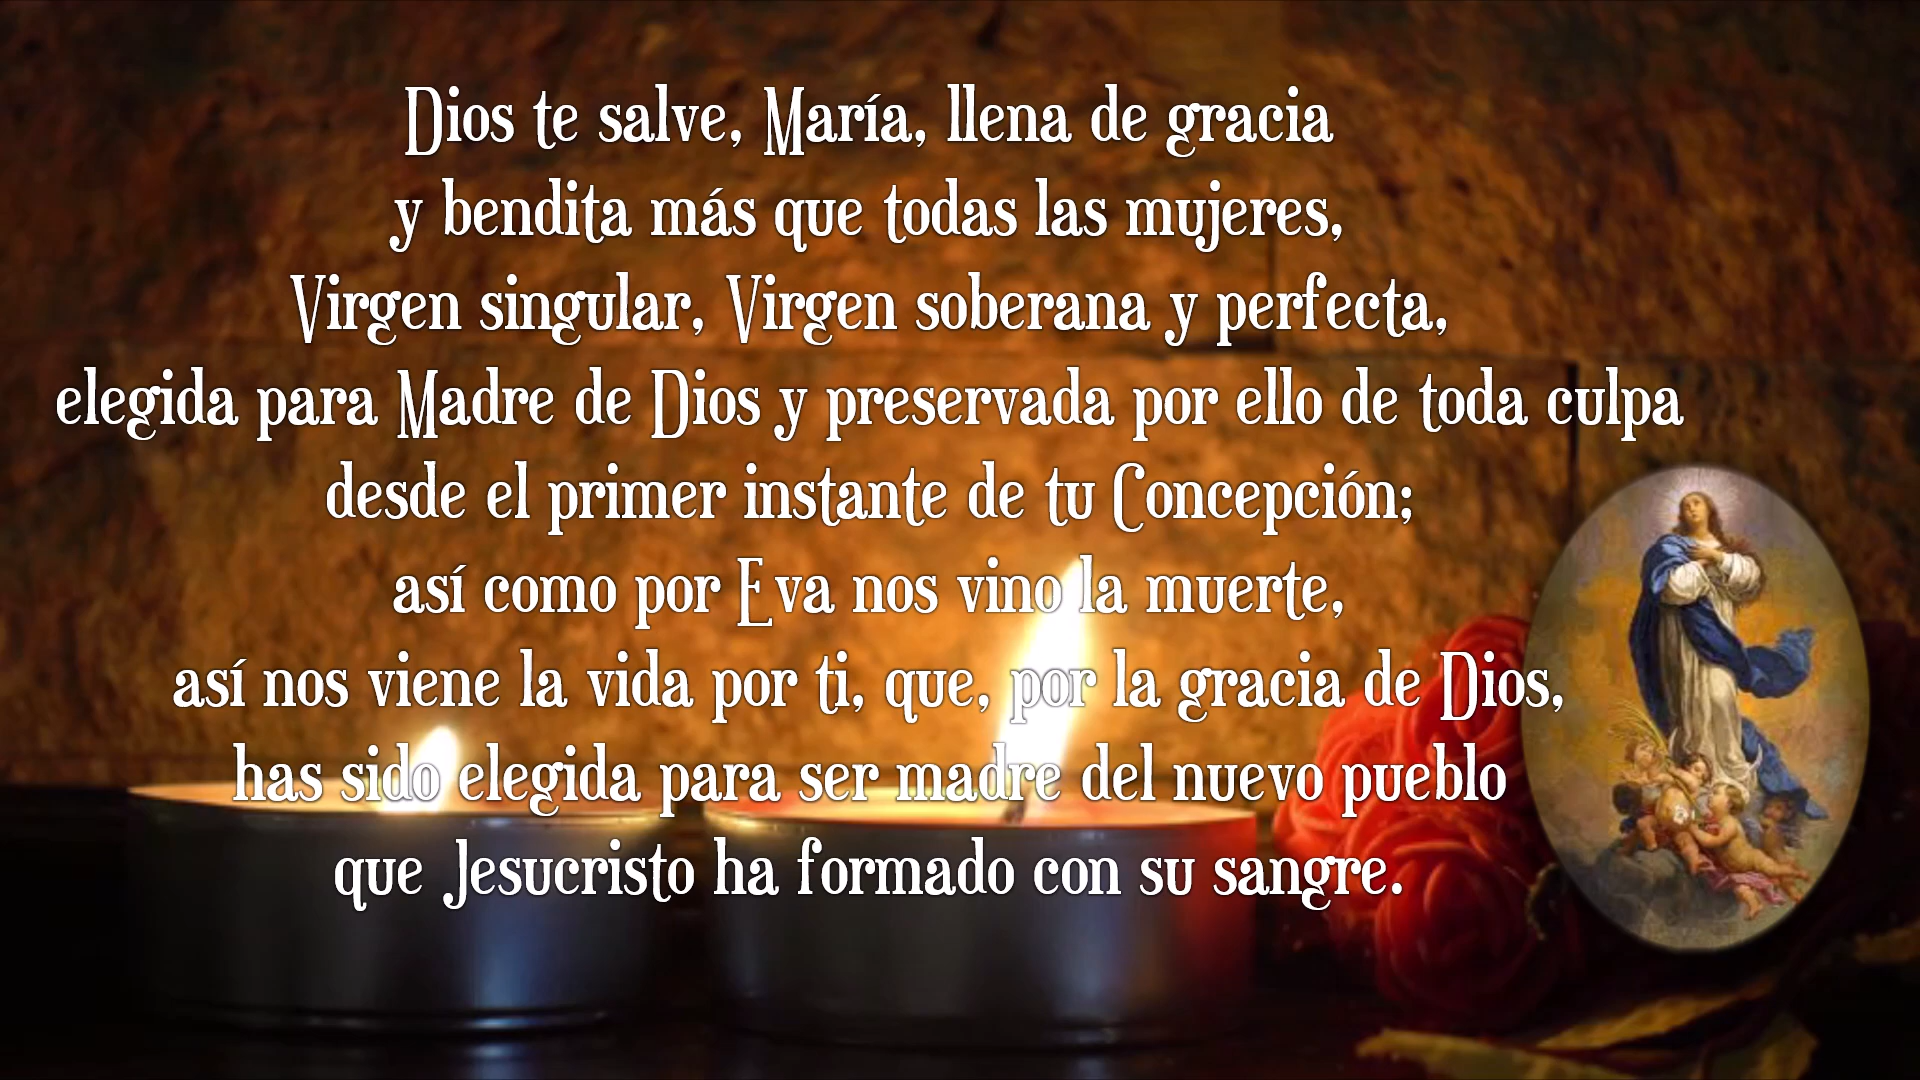 Dios te salve, María, llena de gracia
y bendita más que todas las mujeres,
Virgen singular, Virgen soberana y perfecta,
elegida para Madre de Dios y preservada por ello de toda culpa
desde el primer instante de tu Concepción;
así como por Eva nos vino la muerte,
así nos viene la vida por ti, que, por la gracia de Dios,
has sido elegida para ser madre del nuevo pueblo
que Jesucristo ha formado con su sangre.